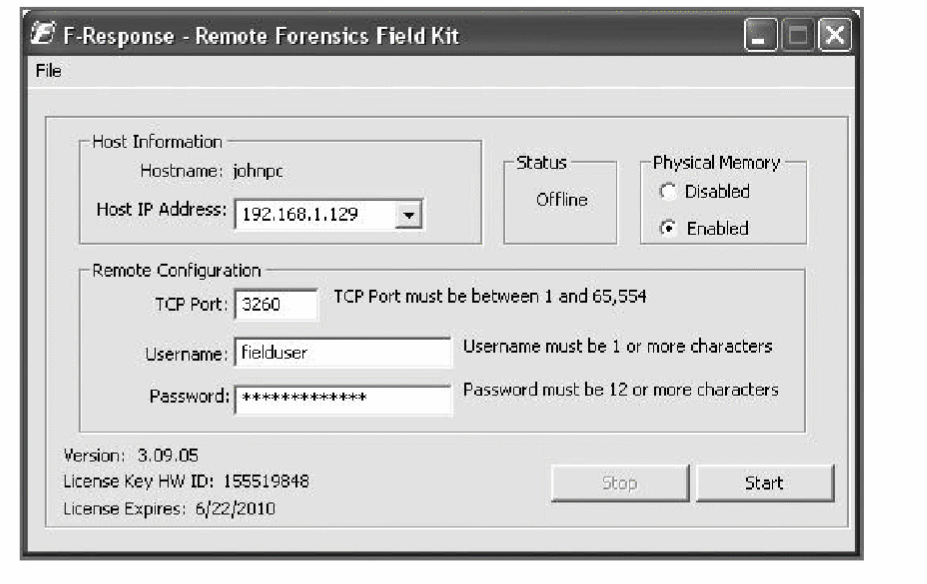 F-Response - Remote Forensics Field Kit
File
Host Information
Hostname: johnpc
Host IP Address: 192.168.1.129
Status
Offline
Physical Memory
Disabled
Enabled
Remote Configuration
TCP Port: 3260 TCP Port must be between 1 and 65,554
Username: fielduser Username must be 1 or more characters
Password: ************* Password must be 12 or more characters
Version: 3.09.05
License Key HW ID: 155519848
License Expires: 6/22/2010
Stop
Start